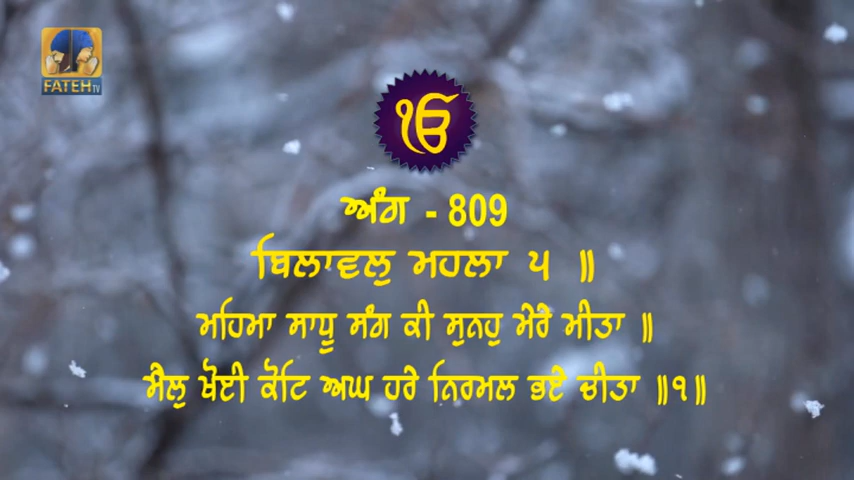 FATEH TV
ੴ
ਅੰਗ - 809
ਬਿਲਾਵਲੁ ਮਹਲਾ ੫ ॥
ਮਹਿਮਾ ਸਾਧੂ ਸੰਗ ਕੀ ਸੁਨਹੁ ਮੇਰੇ ਮੀਤਾ ॥
ਮੈਲੁ ਖੋਈ ਕੋਟਿ ਅਘ ਹਰੇ ਨਿਰਮਲ ਭਏ ਚੀਤਾ ॥੧॥